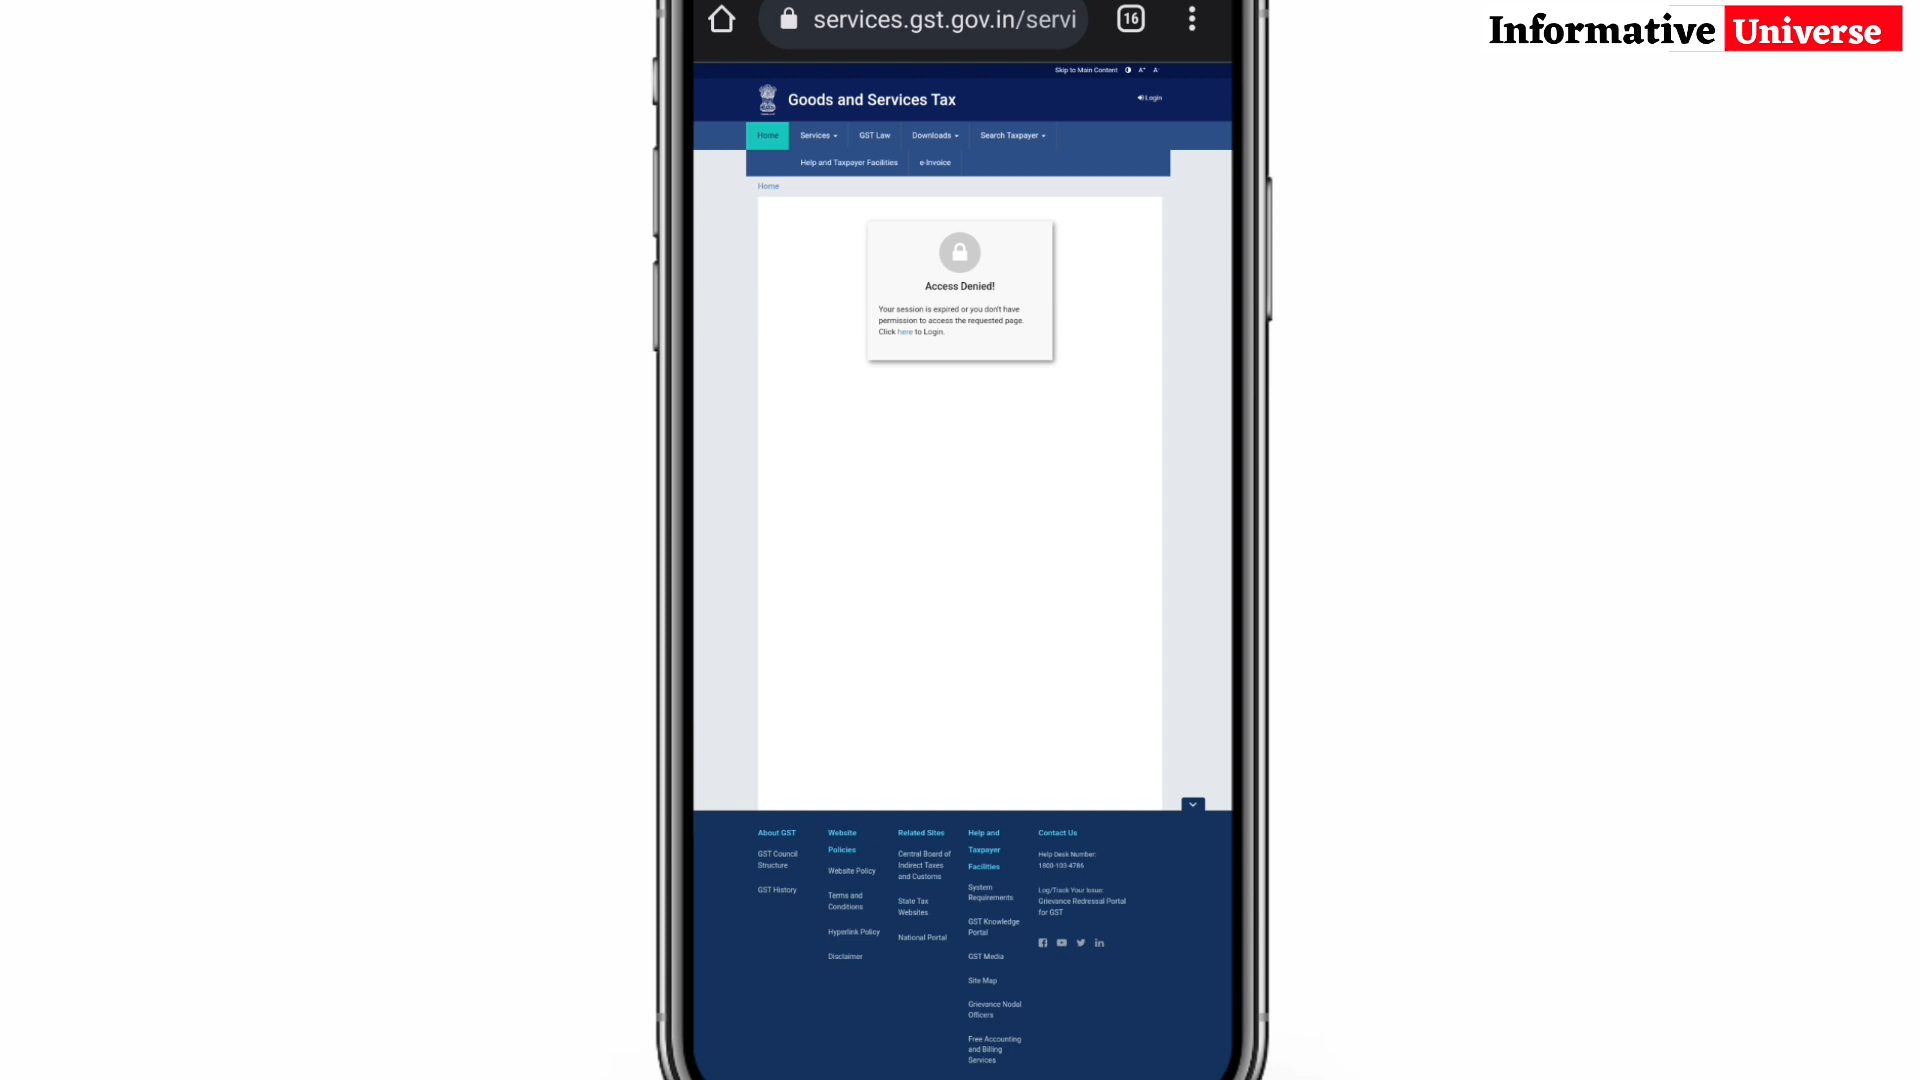 services.gst.gov.in/servi
16
Informative Universe
Skip to Main Content A+ A-
Goods and Services Tax
Login
Home Services GST Law Downloads Search Taxpayer
Help and Taxpayer Facilities e-Invoice
Home
Access Denied!
Your session is expired or you don't have
permission to access the requested page.
Click here to Login.
About GST
GST Council
Structure
GST History
Website
Policies
Website Policy
Terms and
Conditions
Hyperlink Policy
Disclaimer
Related Sites
Central Board of
Indirect Taxes
and Customs
State Tax
Websites
National Portal
Help and
Taxpayer
Facilities
System
Requirements
GST Knowledge
Portal
GST Media
Site Map
Grievance Nodal
Officers
Free Accounting
and Billing
Services
Contact Us
Help Desk Number:
1800-103-4786
Log/Track Your Issue:
Grievance Redressal Portal
for GST